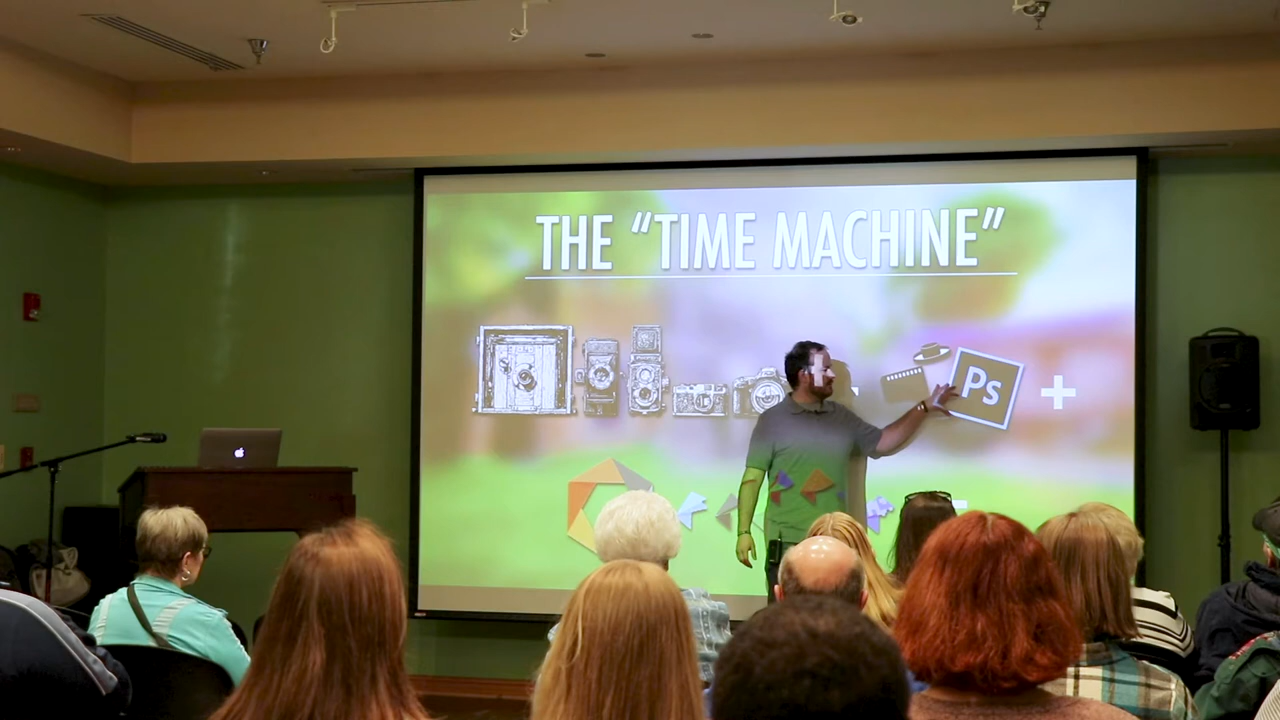 THE “TIME MACHINE”
+
Ps
+